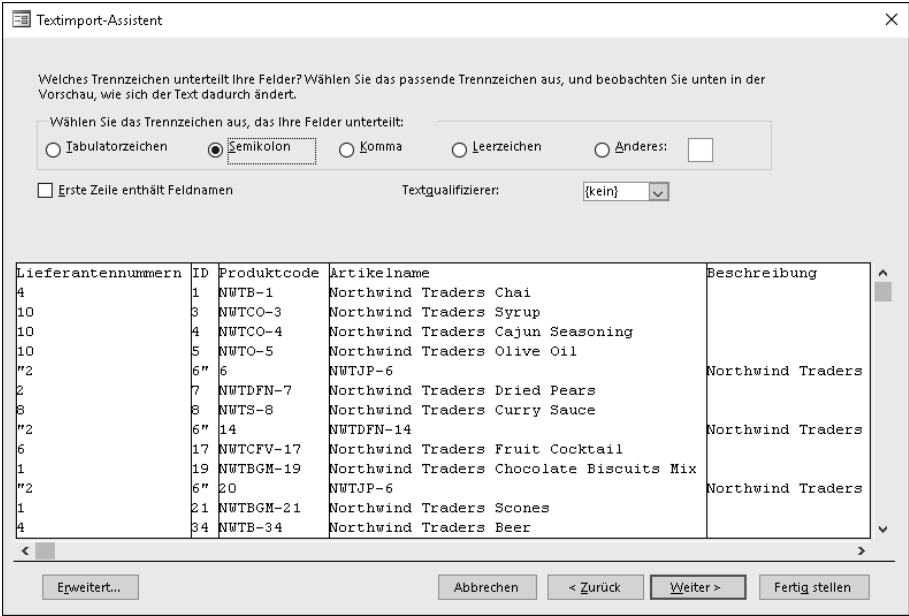 Textimport-Assistent
Welches Trennzeichen unterteilt Ihre Felder? Wählen Sie das passende Trennzeichen aus, und beobachten Sie unten in der
Vorschau, wie sich der Text dadurch ändert.
Wählen Sie das Trennzeichen aus, das Ihre Felder unterteilt:
Tabulatorzeichen Semikolon Komma Leerzeichen Anderes:
Erste Zeile enthält Feldnamen Textqualifizierer: {kein}
Lieferantennummern ID Produktcode Artikelname Beschreibung
4 1 NWTB-1 Northwind Traders Chai
10 3 NWTCO-3 Northwind Traders Syrup
10 4 NWTCO-4 Northwind Traders Cajun Seasoning
10 5 NWTO-5 Northwind Traders Olive Oil
"2 6" 6 NWTJP-6 Northwind Traders
2 7 NWTDFN-7 Northwind Traders Dried Pears
8 8 NWTS-8 Northwind Traders Curry Sauce
"2 6" 14 NWTDFN-14 Northwind Traders
6 17 NWTCFV-17 Northwind Traders Fruit Cocktail
1 19 NWTBGM-19 Northwind Traders Chocolate Biscuits Mix
"2 6" 20 NWTJP-6 Northwind Traders
1 21 NWTBGM-21 Northwind Traders Scones
4 34 NWTB-34 Northwind Traders Beer
Erweitert... Abbrechen < Zurück Weiter > Fertig stellen